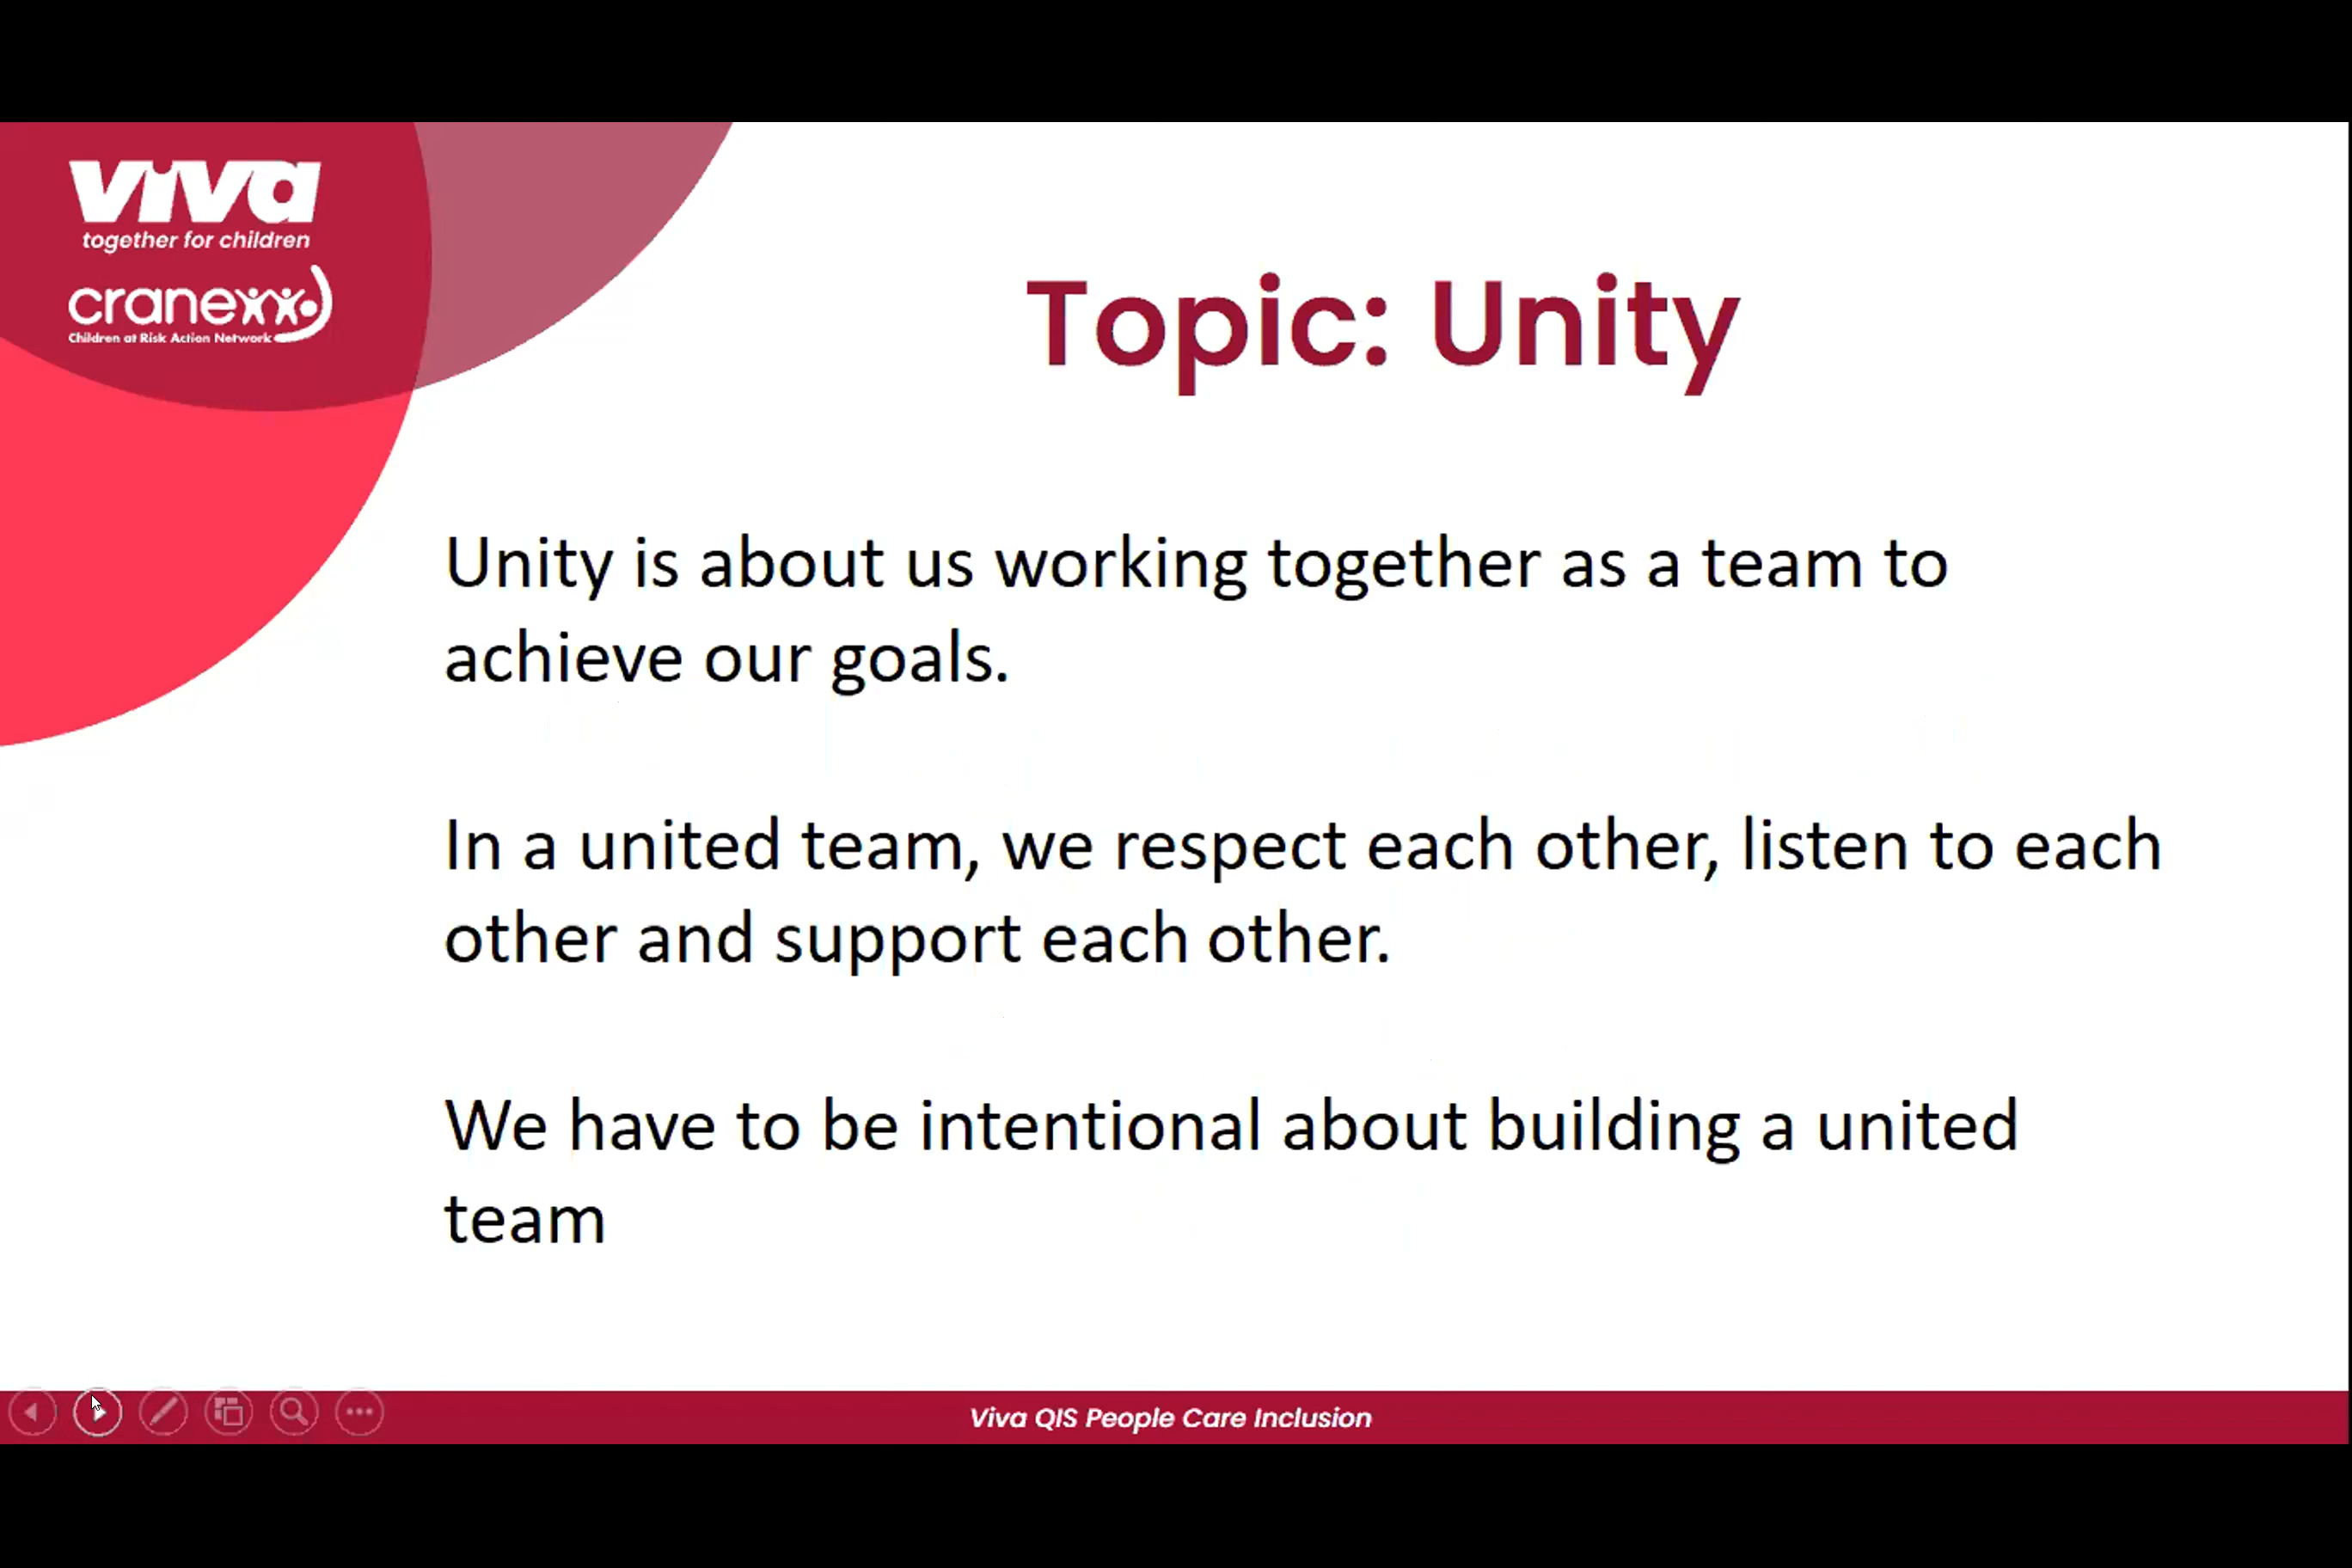 viva
together for children
crane
Children at Risk Action Network
Topic: Unity
Unity is about us working together as a team to
achieve our goals.
In a united team, we respect each other, listen to each
other and support each other.
We have to be intentional about building a united
team
Viva QIS People Care Inclusion